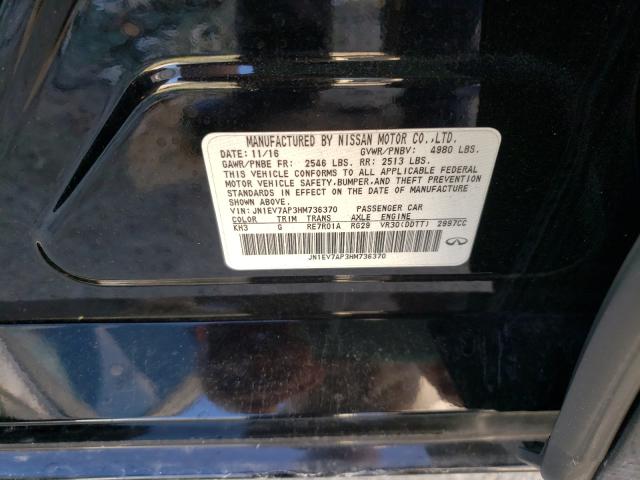 MANUFACTURED BY NISSAN MOTOR CO.,LTD.
DATE: 11/16 GVWR/PNBV: 4980 LBS.
GAWR/PNBE FR: 2546 LBS. RR: 2513 LBS.
THIS VEHICLE CONFORMS TO ALL APPLICABLE FEDERAL
MOTOR VEHICLE SAFETY,BUMPER,AND THEFT PREVENTION
STANDARDS IN EFFECT ON THE DATE OF MANUFACTURE
SHOWN ABOVE.
VIN: JN1EV7AP3HM736370 PASSENGER CAR
COLOR TRIM TRANS AXLE ENGINE
KH3 G RE7R01A RG29 VR30(DDTT) 2997CC
JN1EV7AP3HM736370